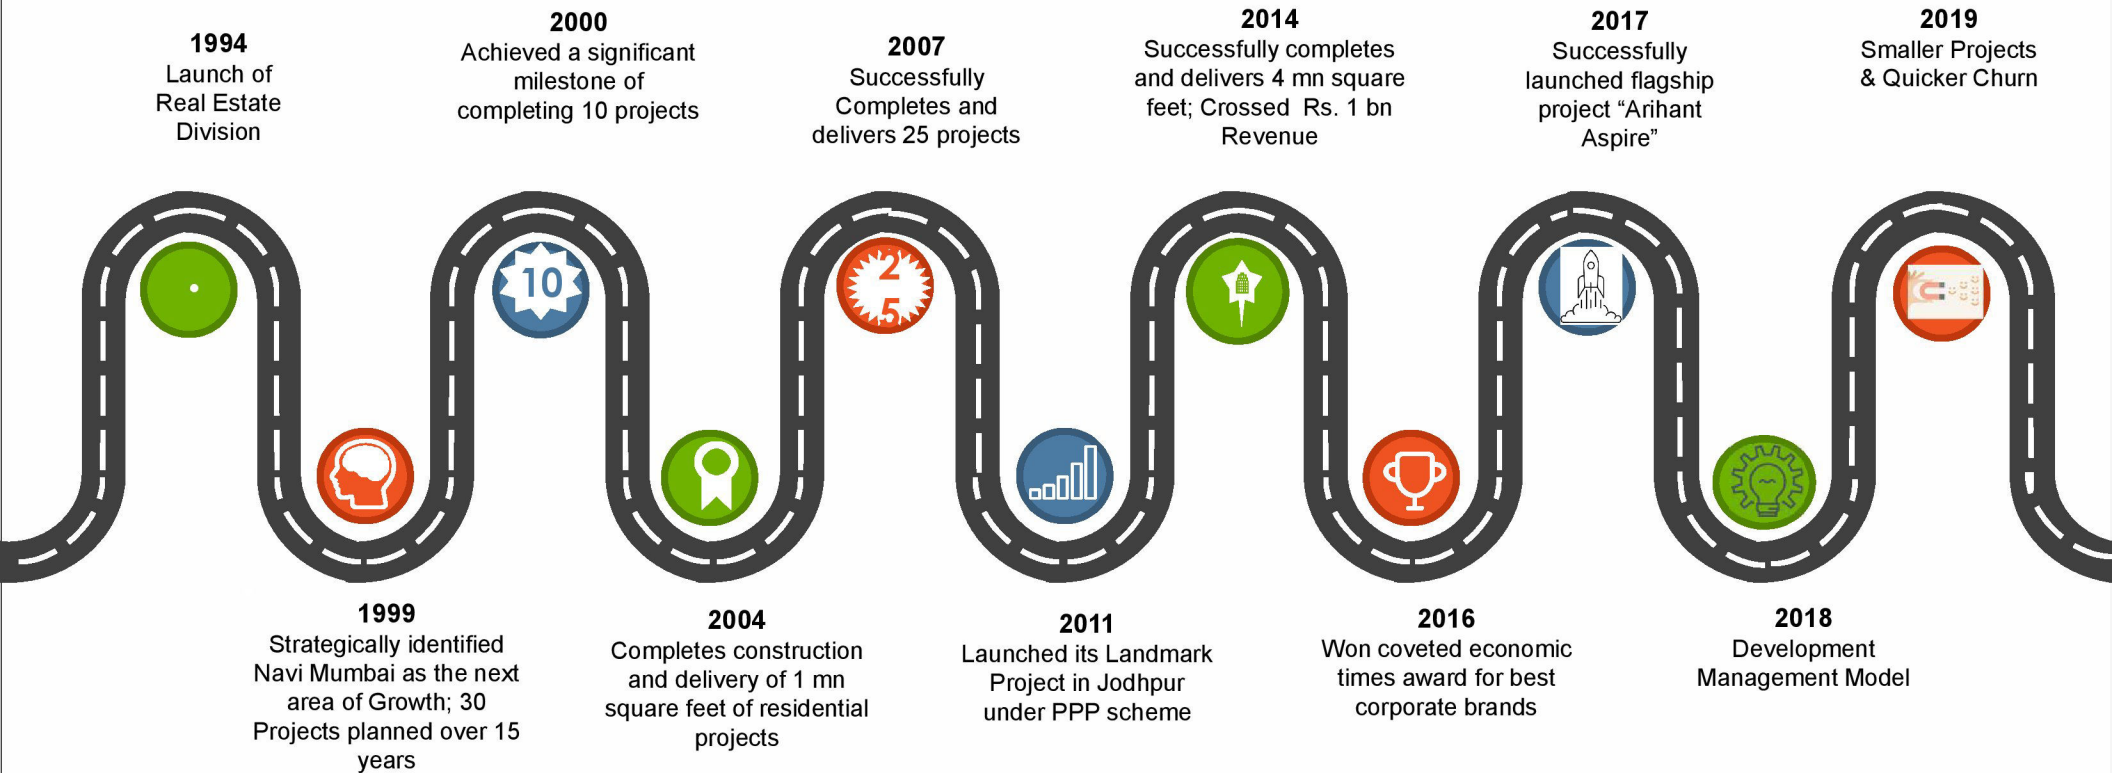 1994
Launch of
Real Estate
Division
2000
Achieved a significant
milestone of
completing 10 projects
2007
Successfully
Completes and
delivers 25 projects
2014
Successfully completes
and delivers 4 mn square
feet; Crossed  Rs. 1 bn
Revenue
2017
Successfully
launched flagship
project “Arihant
Aspire”
2019
Smaller Projects
& Quicker Churn
10
2
5
1999
Strategically identified
Navi Mumbai as the next
area of Growth; 30
Projects planned over 15
years
2004
Completes construction
and delivery of 1 mn
square feet of residential
projects
2011
Launched its Landmark
Project in Jodhpur
under PPP scheme
2016
Won coveted economic
times award for best
corporate brands
2018
Development
Management Model